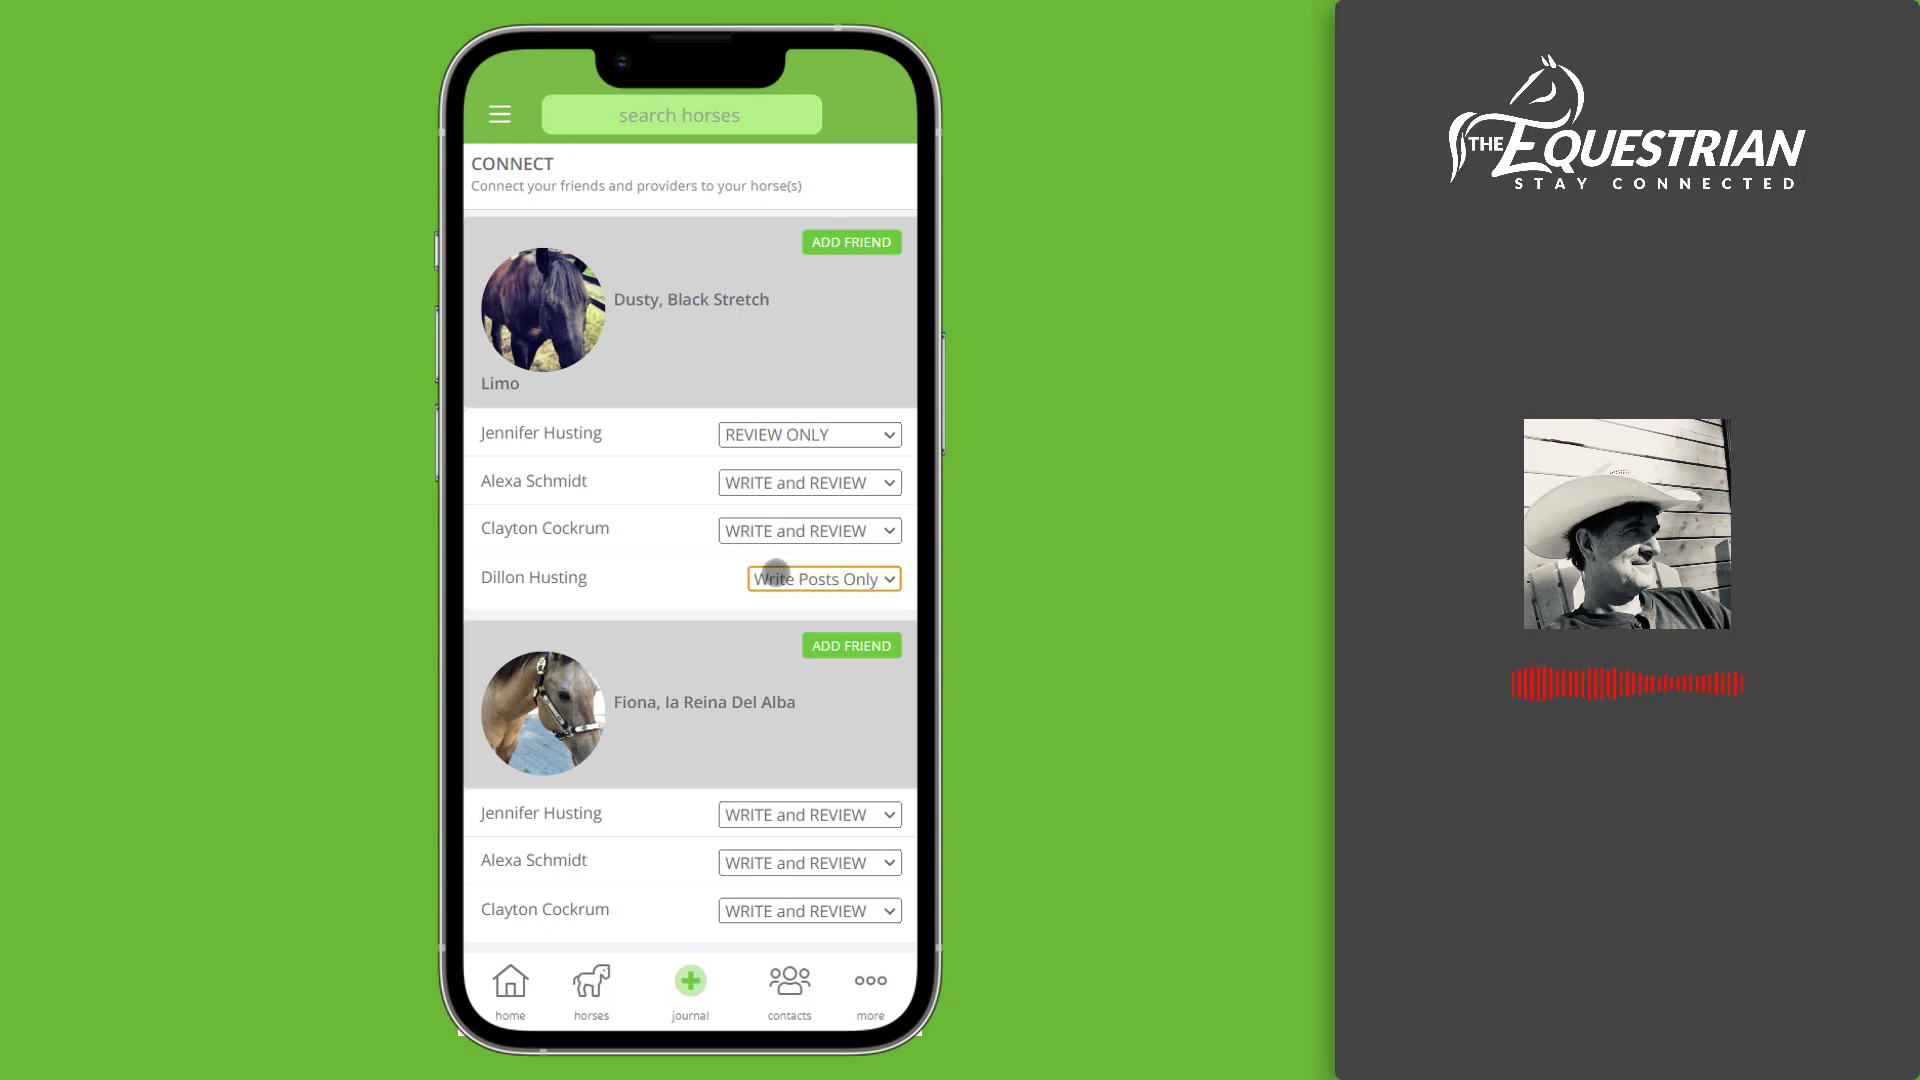 search horses
CONNECT
Connect your friends and providers to your horse(s)
ADD FRIEND
Dusty, Black Stretch
Limo
Jennifer Husting REVIEW ONLY
Alexa Schmidt WRITE and REVIEW
Clayton Cockrum WRITE and REVIEW
Dillon Husting Write Posts Only
ADD FRIEND
Fiona, la Reina Del Alba
Jennifer Husting WRITE and REVIEW
Alexa Schmidt WRITE and REVIEW
Clayton Cockrum WRITE and REVIEW
home horses journal contacts more
THE EQUESTRIAN
STAY CONNECTED